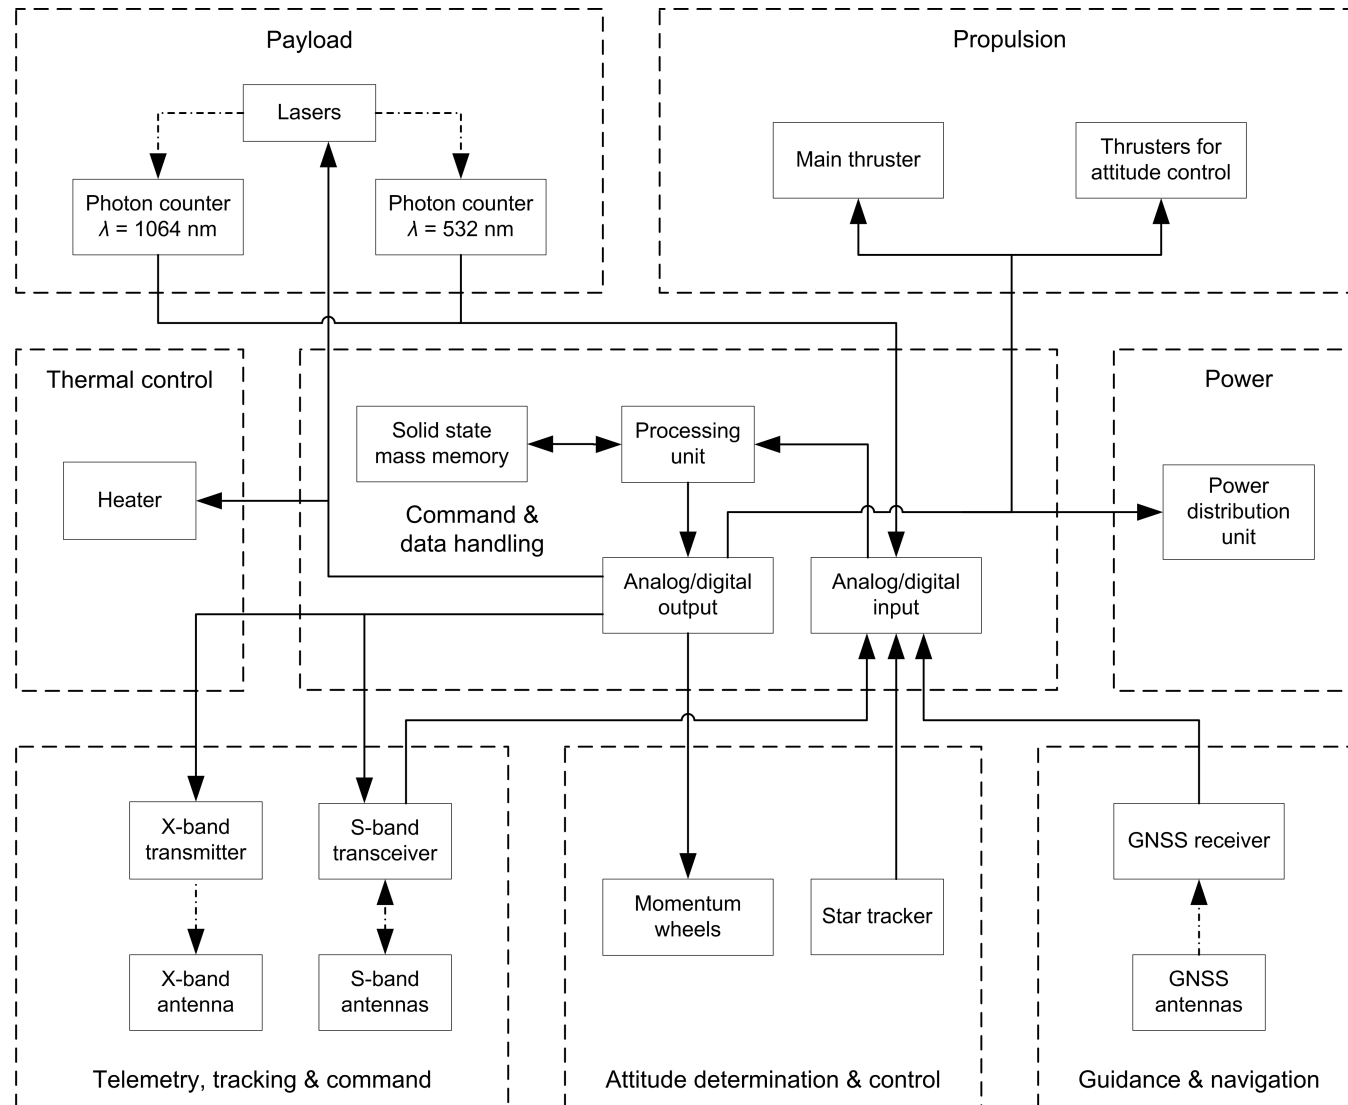 Payload
Propulsion
Lasers
Main thruster
Thrusters for
attitude control
Photon counter
λ = 1064 nm
Photon counter
λ = 532 nm
Thermal control
Power
Solid state
mass memory
Processing
unit
Heater
Command &
data handling
Power
distribution
unit
Analog/digital
output
Analog/digital
input
X-band
transmitter
S-band
transceiver
GNSS receiver
Momentum
wheels
Star tracker
X-band
antenna
S-band
antennas
GNSS
antennas
Telemetry, tracking & command
Attitude determination & control
Guidance & navigation